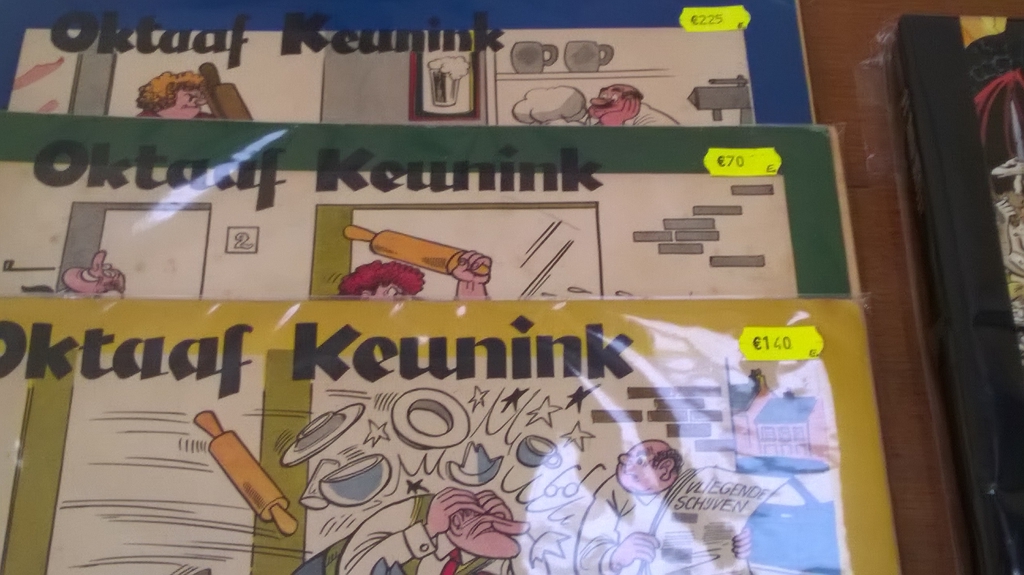 Oktaaf Keunink
€225
E.
Oktaaf Keunink
€70
E.
2
Oktaaf Keunink
€140
E.
VLIEGENDE
SCHIJVEN